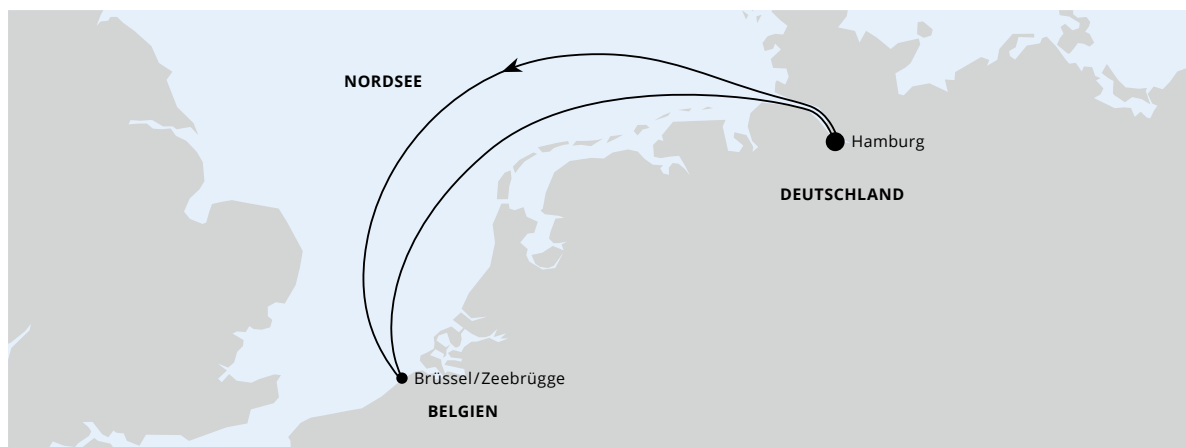 NORDSEE
Hamburg
DEUTSCHLAND
Brüssel/Zeebrügge
BELGIEN